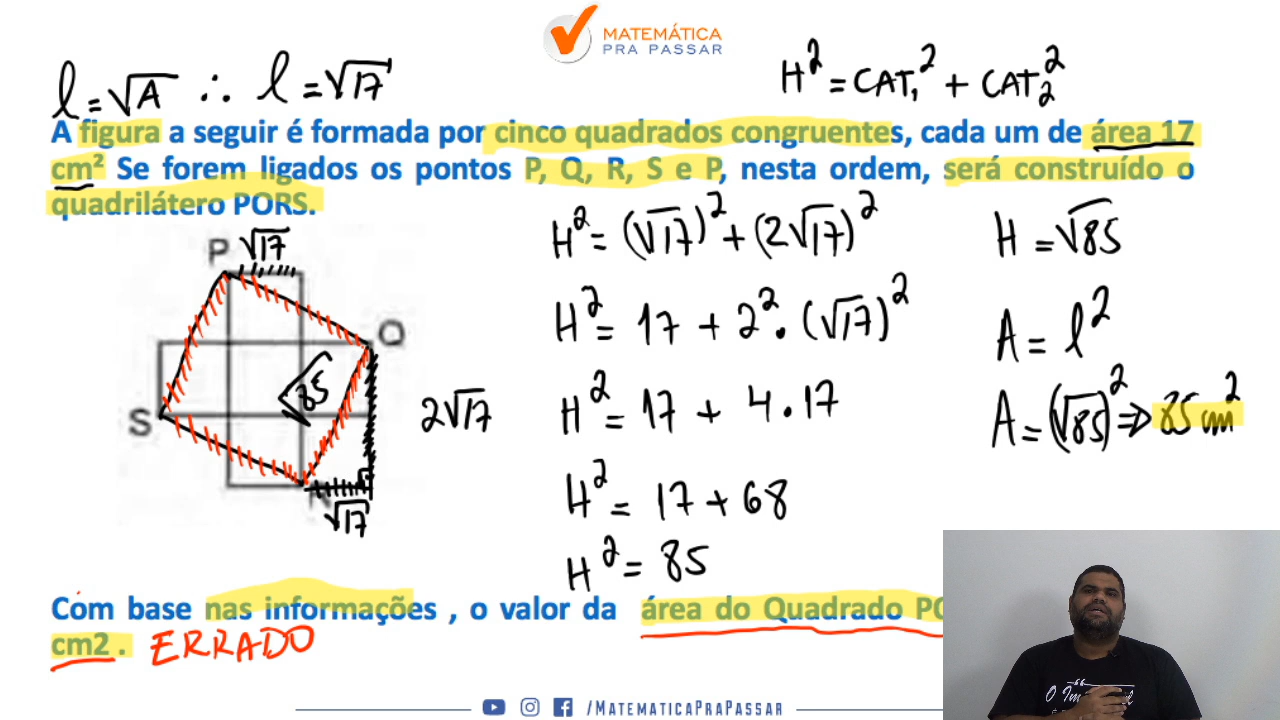 MATEMÁTICA
PRA PASSAR
l = √A ∴ l = √17
H² = CAT₁² + CAT₂²
A figura a seguir é formada por cinco quadrados congruentes, cada um de área 17
cm² Se forem ligados os pontos P, Q, R, S e P, nesta ordem, será construído o
quadrilátero PQRS.
P √17
Q
S
√85
2√17
√17
H² = (√17)² + (2√17)²
H² = 17 + 2² . (√17)²
H² = 17 + 4 . 17
H² = 17 + 68
H² = 85
H = √85
A = l²
A = (√85)² ⇒ 85 cm²
Com base nas informações , o valor da área do Quadrado
cm2 . ERRADO
/MATEMATICAPRAPASSAR